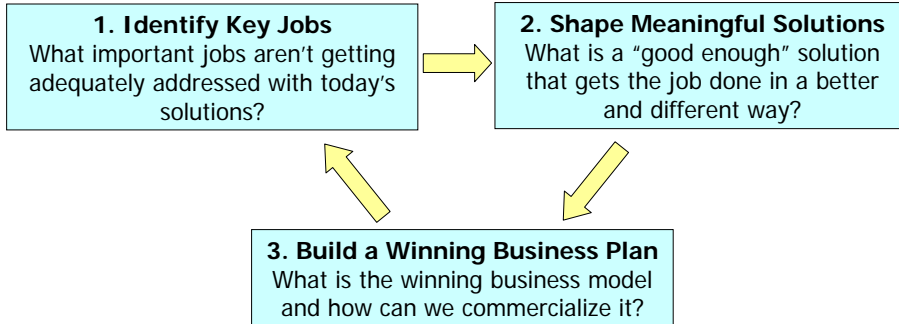 1. Identify Key Jobs
What important jobs aren't getting
adequately addressed with today's
solutions?
2. Shape Meaningful Solutions
What is a “good enough” solution
that gets the job done in a better
and different way?
3. Build a Winning Business Plan
What is the winning business model
and how can we commercialize it?